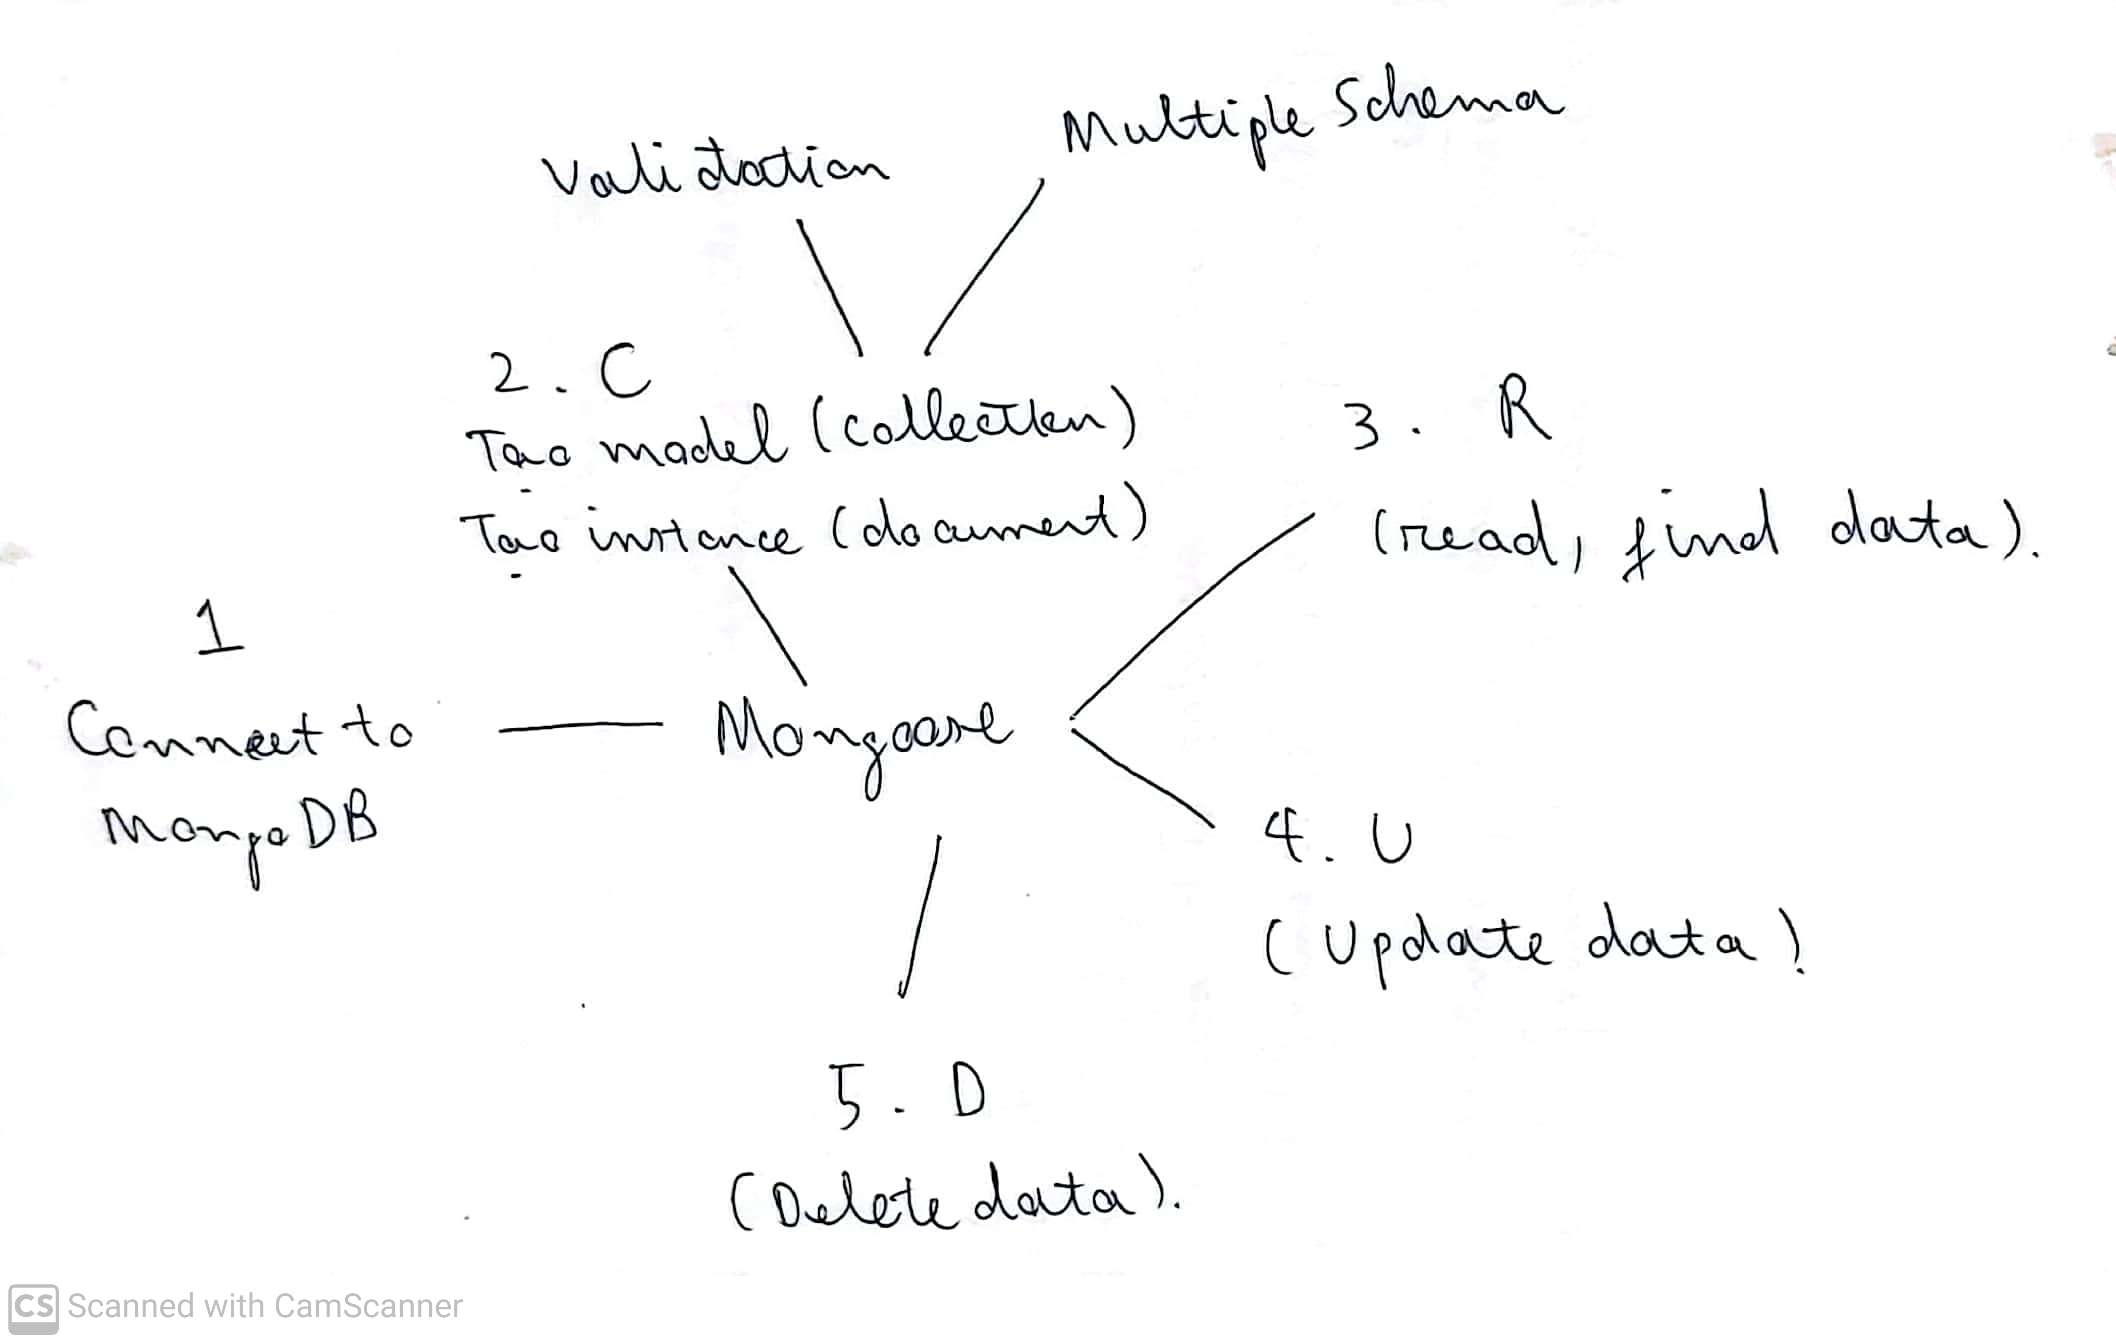 Validation
Multiple Schema
2. C
Tạo model (collection)
Tạo instance (document)
3. R
(read, find data).
1
Connect to
MongoDB
Mongoose
4. U
(Update data)
5. D
(Delete data).
CS Scanned with CamScanner